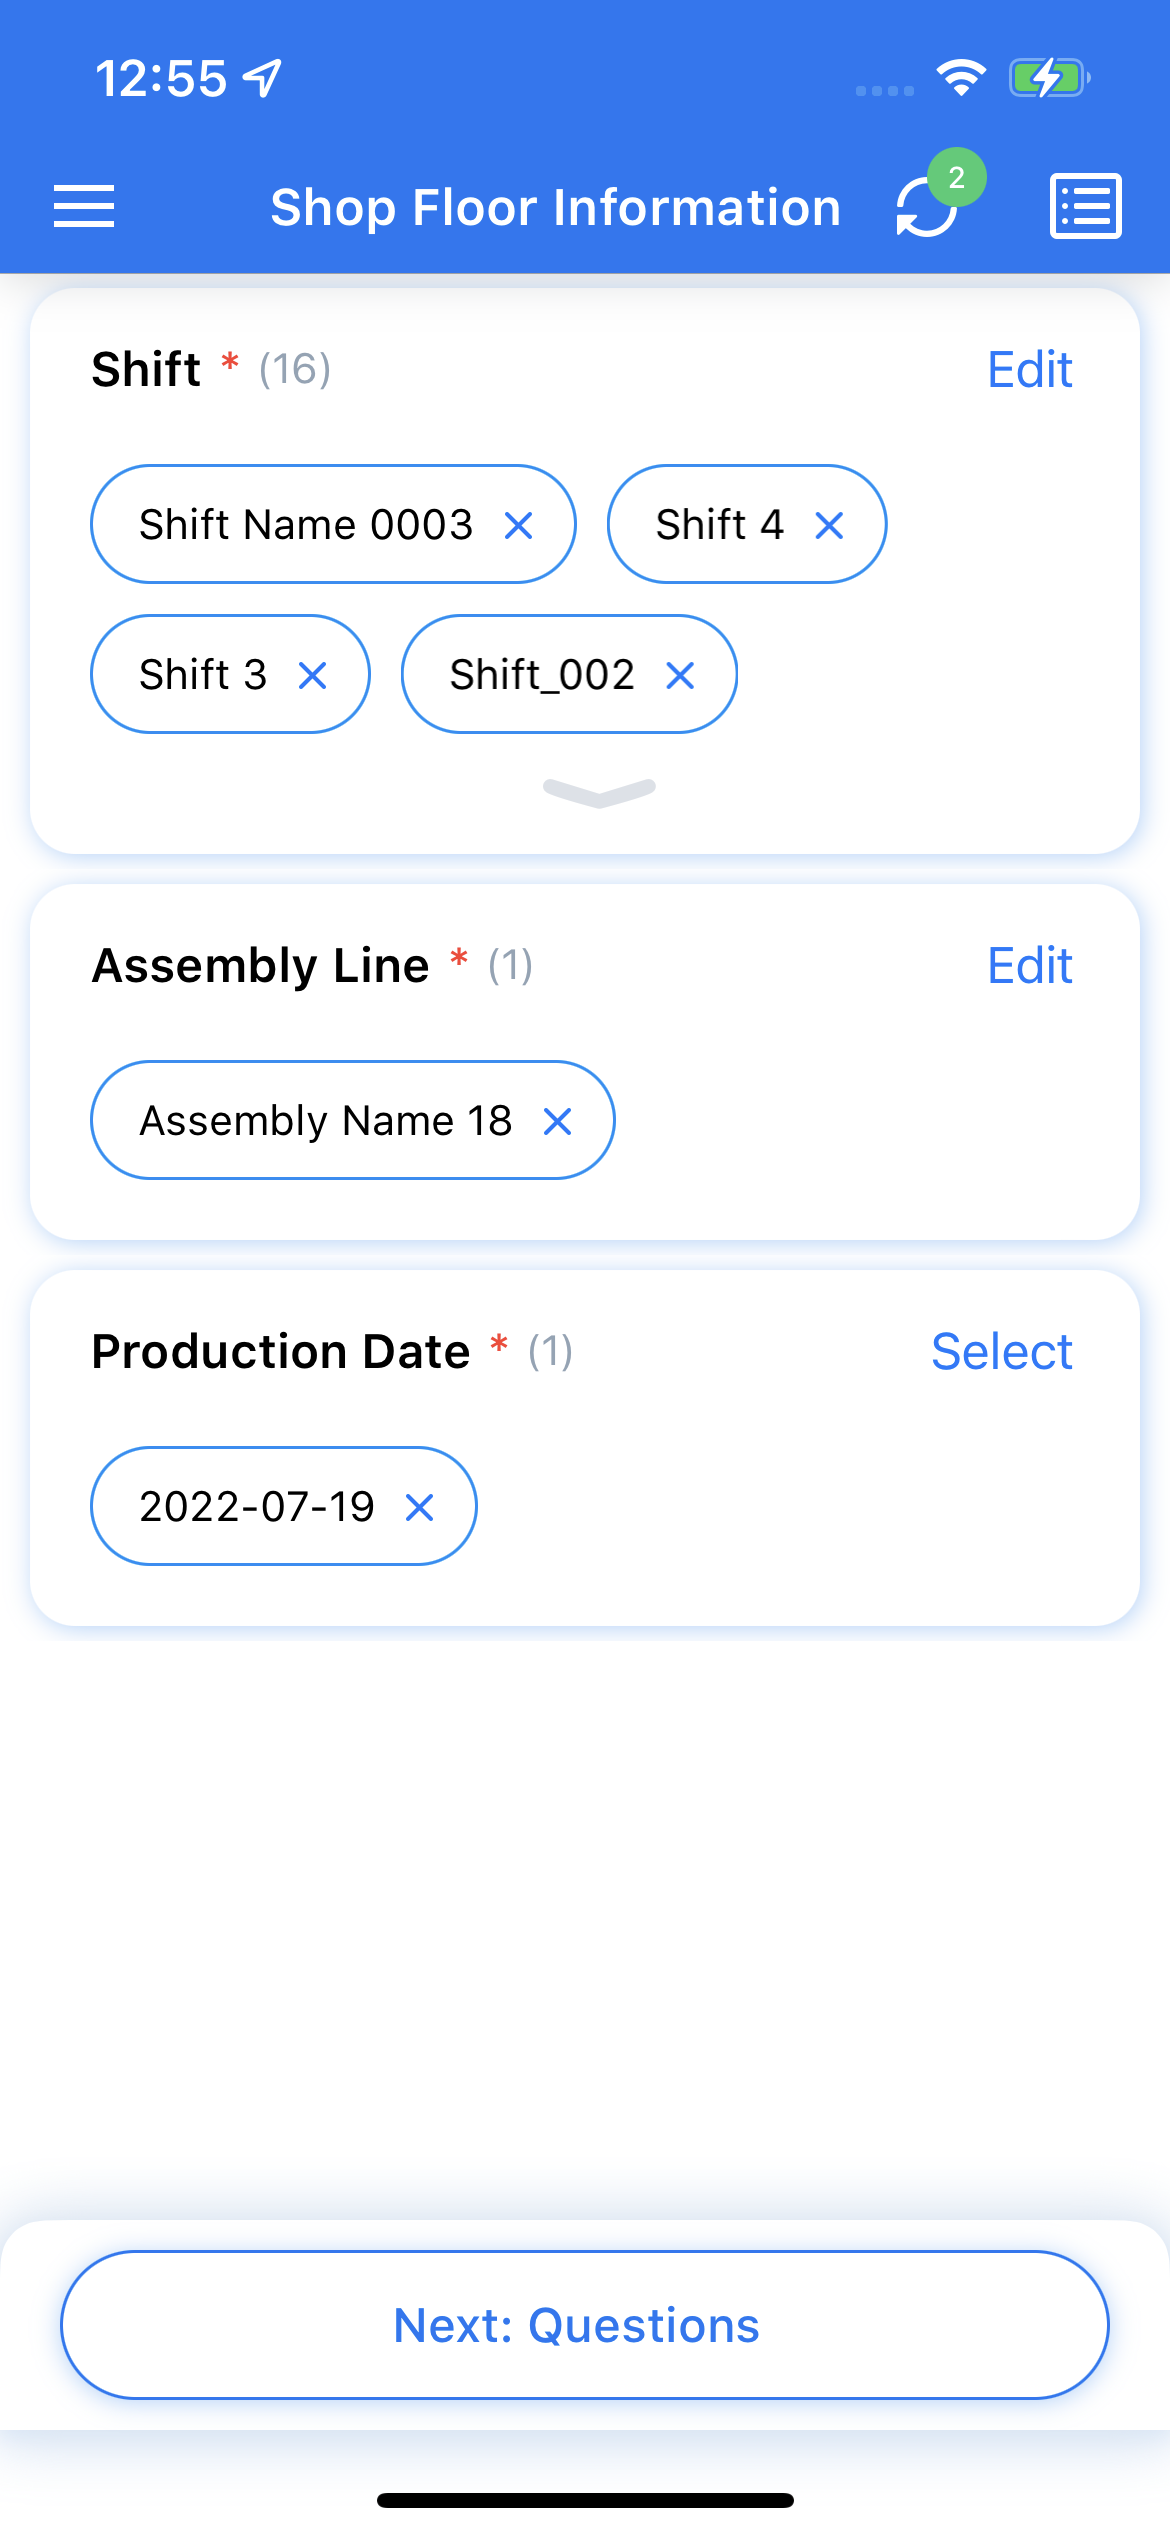 12:55
Shop Floor Information
2
Shift * (16)
Edit
Shift Name 0003 ×
Shift 4 ×
Shift 3 ×
Shift_002 ×
Assembly Line * (1)
Edit
Assembly Name 18 ×
Production Date * (1)
Select
2022-07-19 ×
Next: Questions